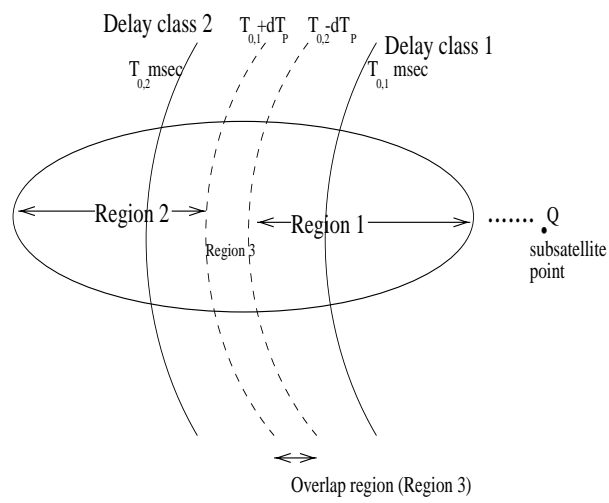 Delay class 2
T0,1+dTP
T0,2-dTP
Delay class 1
T0,2 msec
T0,1 msec
Region 2
Region 1
Region 3
Q
subsatellite
point
Overlap region (Region 3)